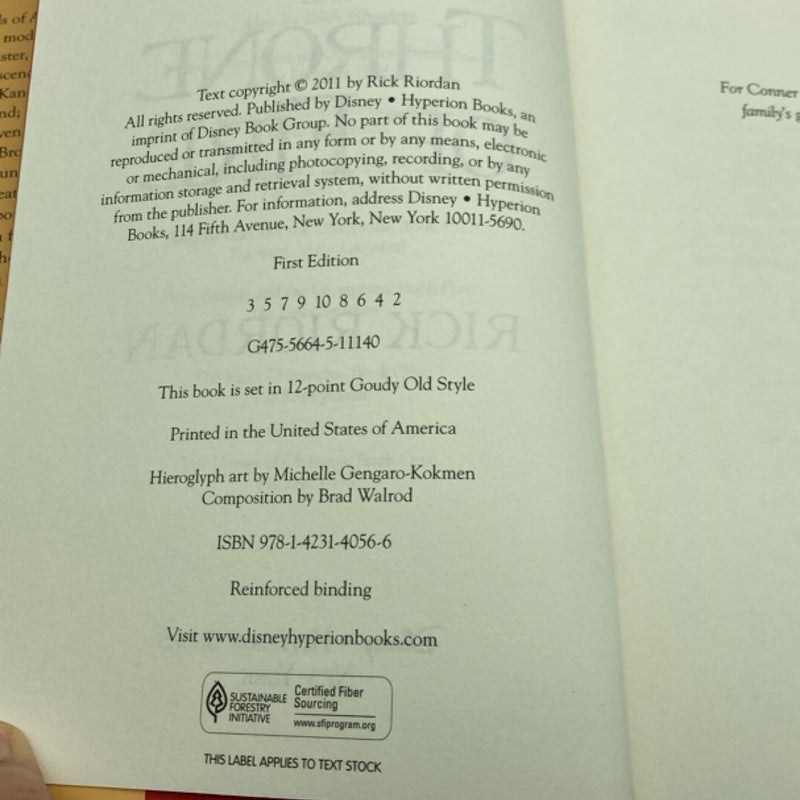 THRONE
Text copyright © 2011 by Rick Riordan
All rights reserved. Published by Disney • Hyperion Books, an
imprint of Disney Book Group. No part of this book may be
reproduced or transmitted in any form or by any means, electronic
or mechanical, including photocopying, recording, or by any
information storage and retrieval system, without written permission
from the publisher. For information, address Disney • Hyperion
Books, 114 Fifth Avenue, New York, New York 10011-5690.
First Edition
3 5 7 9 10 8 6 4 2
G475-5664-5-11140
RICK RIORDAN
This book is set in 12-point Goudy Old Style
Printed in the United States of America
Hieroglyph art by Michelle Gengaro-Kokmen
Composition by Brad Walrod
ISBN 978-1-4231-4056-6
Reinforced binding
Visit www.disneyhyperionbooks.com
SUSTAINABLE
FORESTRY
INITIATIVE
Certified Fiber
Sourcing
www.sfiprogram.org
THIS LABEL APPLIES TO TEXT STOCK
For Conner
family's